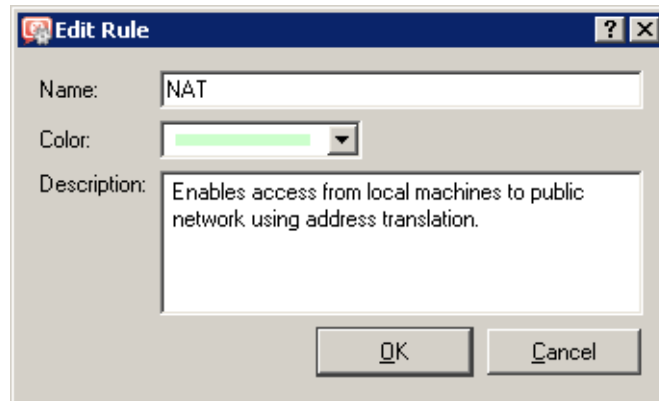 Edit Rule
Name: NAT
Color:
Description: Enables access from local machines to public
network using address translation.
OK Cancel